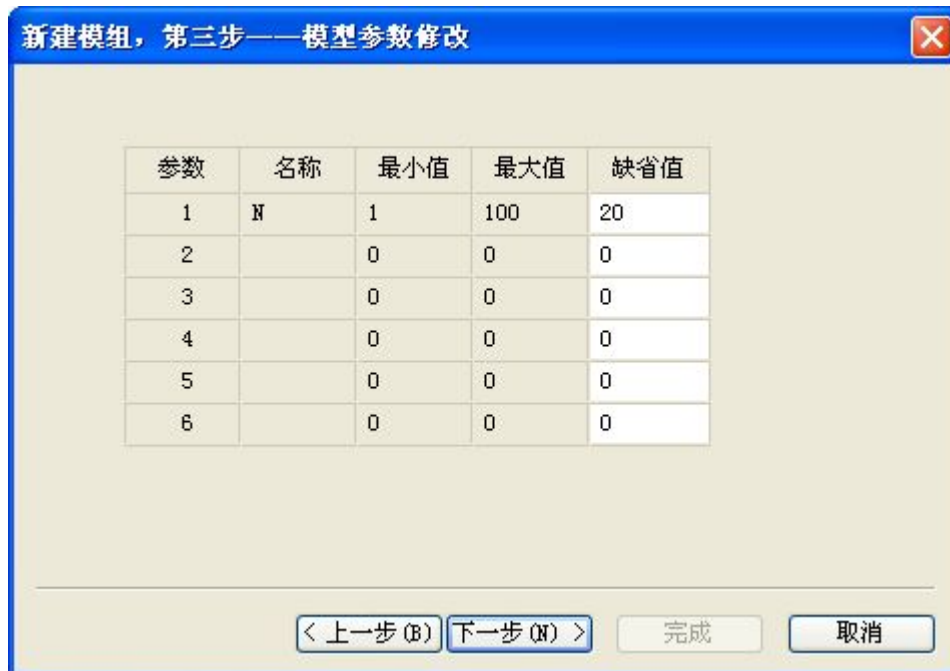 新建模组，第三步——模型参数修改
参数 名称 最小值 最大值 缺省值
1 N 1 100 20
2 0 0 0
3 0 0 0
4 0 0 0
5 0 0 0
6 0 0 0
< 上一步(B) 下一步(N) > 完成 取消